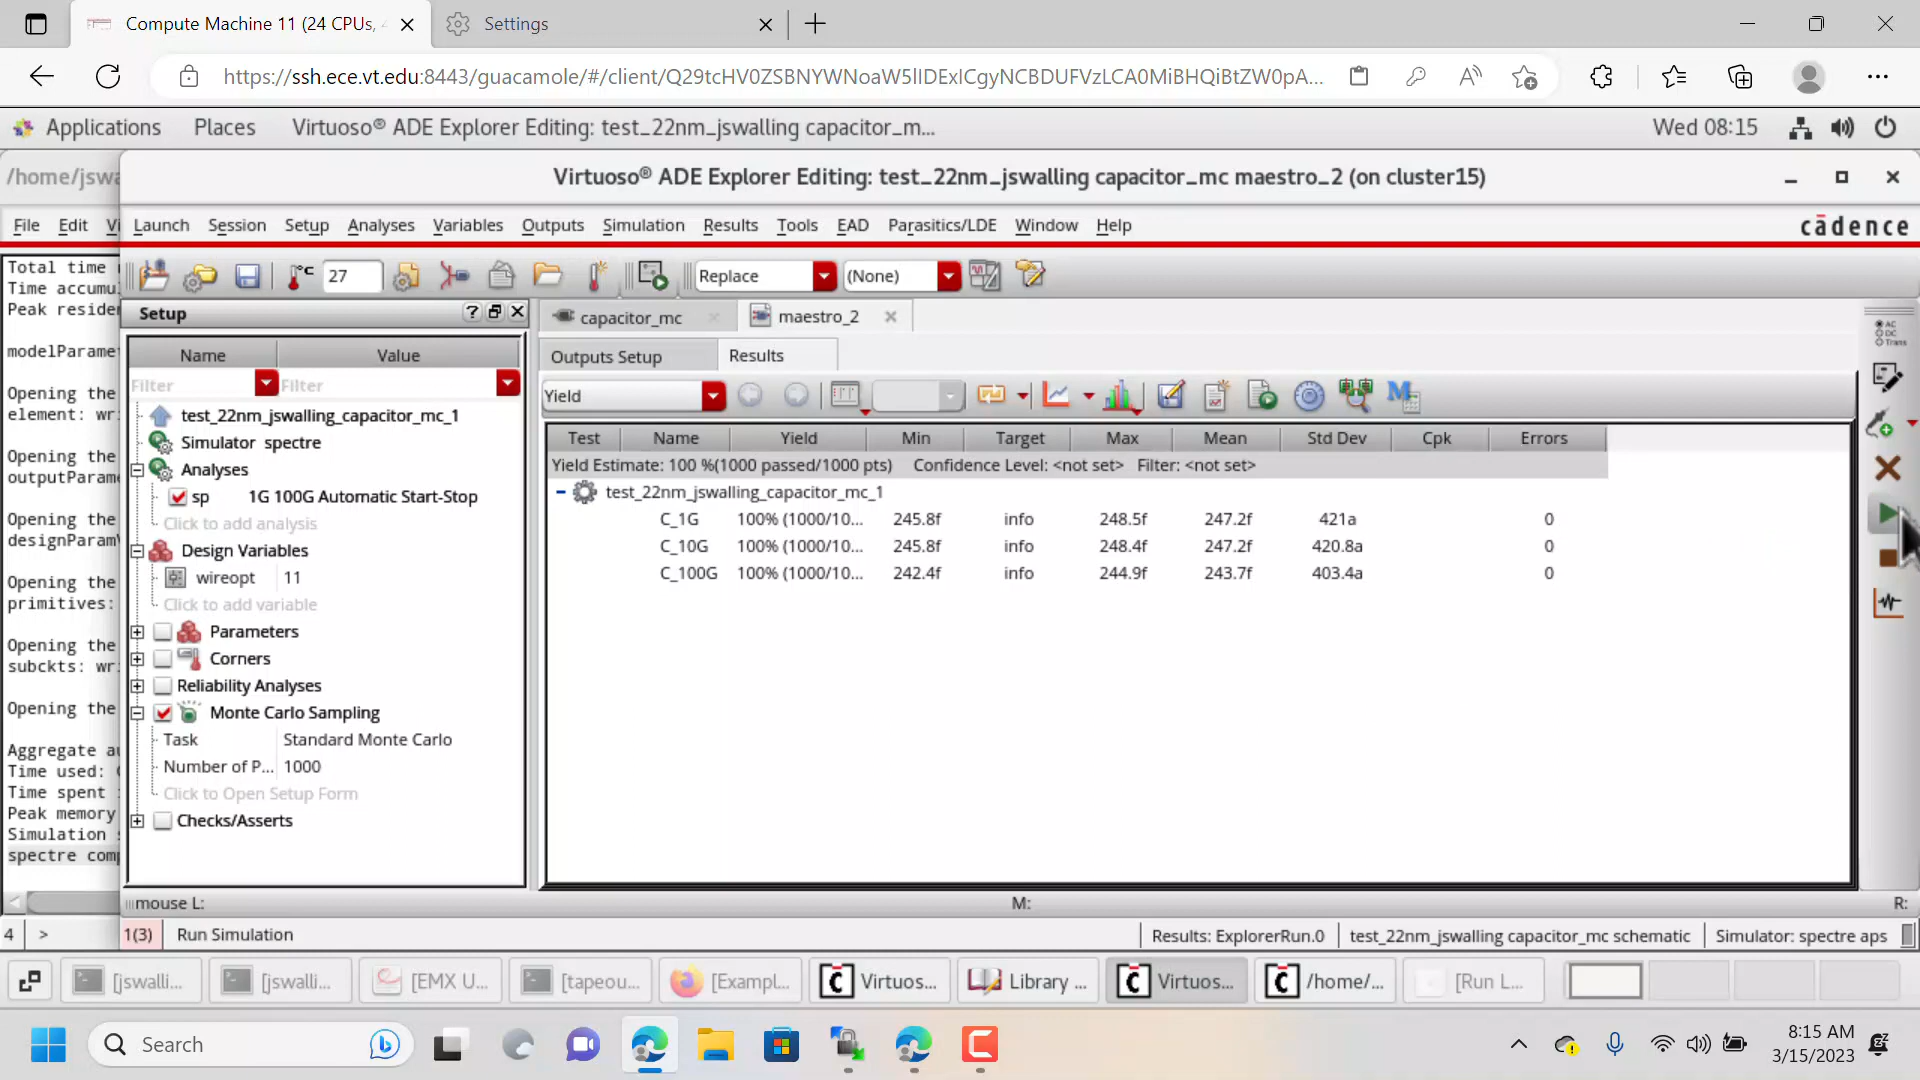 Compute Machine 11 (24 CPUs,
Settings
https://ssh.ece.vt.edu:8443/guacamole/#/client/Q29tcHV0ZSBNYWNoaW5lIDExICgyNCBDUFVzLCA0MiBHQiBtZW0pA...
Applications Places Virtuoso® ADE Explorer Editing: test_22nm_jswalling capacitor_m... Wed 08:15
/home/jswa
Virtuoso® ADE Explorer Editing: test_22nm_jswalling capacitor_mc maestro_2 (on cluster15)
File Edit Vi
Launch Session Setup Analyses Variables Outputs Simulation Results Tools EAD Parasitics/LDE Window Help cādence
27 Replace (None)
Total time
Time accumu
Peak reside
modelParamet
Opening the
element: wri
Opening the
outputParame
Opening the
designParamV
Opening the
primitives:
Opening the
subckts: wri
Opening the
Aggregate au
Time used: C
Time spent i
Peak memory
Simulation s
spectre comp
4 >
Setup
Name Value
Filter Filter
test_22nm_jswalling_capacitor_mc_1
Simulator spectre
Analyses
sp 1G 100G Automatic Start-Stop
Click to add analysis
Design Variables
wireopt 11
Click to add variable
Parameters
Corners
Reliability Analyses
Monte Carlo Sampling
Task Standard Monte Carlo
Number of P... 1000
Click to Open Setup Form
Checks/Asserts
capacitor_mc maestro_2
Outputs Setup Results
Yield
Test Name Yield Min Target Max Mean Std Dev Cpk Errors
Yield Estimate: 100 %(1000 passed/1000 pts) Confidence Level: <not set> Filter: <not set>
test_22nm_jswalling_capacitor_mc_1
C_1G 100% (1000/10... 245.8f info 248.5f 247.2f 421a 0
C_10G 100% (1000/10... 245.8f info 248.4f 247.2f 420.8a 0
C_100G 100% (1000/10... 242.4f info 244.9f 243.7f 403.4a 0
AC
DC
Trans
mouse L: M: R:
1(3) Run Simulation Results: ExplorerRun.0 test_22nm_jswalling capacitor_mc schematic Simulator: spectre aps
[jswalli... [jswalli... [EMX U... [tapeou... [Exampl... Virtuos... Library ... Virtuos... /home/... [Run L...
Search
8:15 AM
3/15/2023